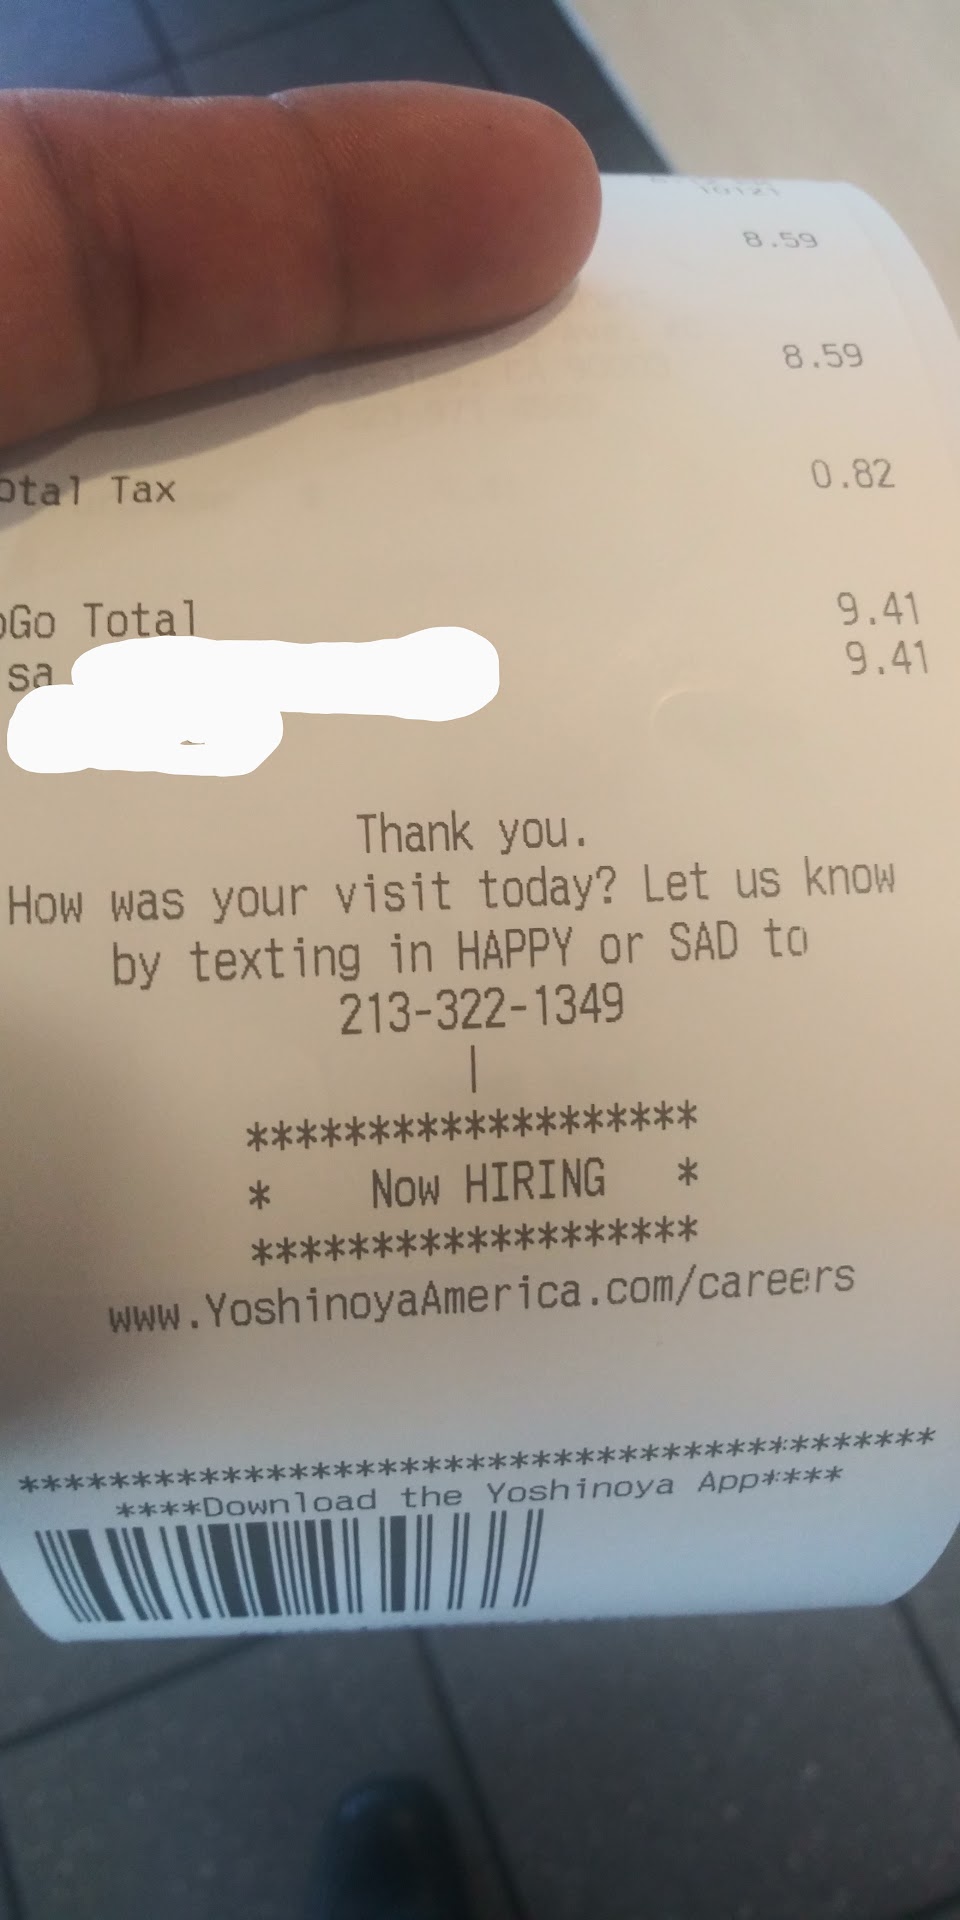 8.59
8.59
otal Tax 0.82
oGo Total 9.41
sa 9.41
Thank you.
How was your visit today? Let us know
by texting in HAPPY or SAD to
213-322-1349
|
*******************
* Now HIRING *
*******************
www.YoshinoyaAmerica.com/careers
*****************************************
****Download the Yoshinoya App****